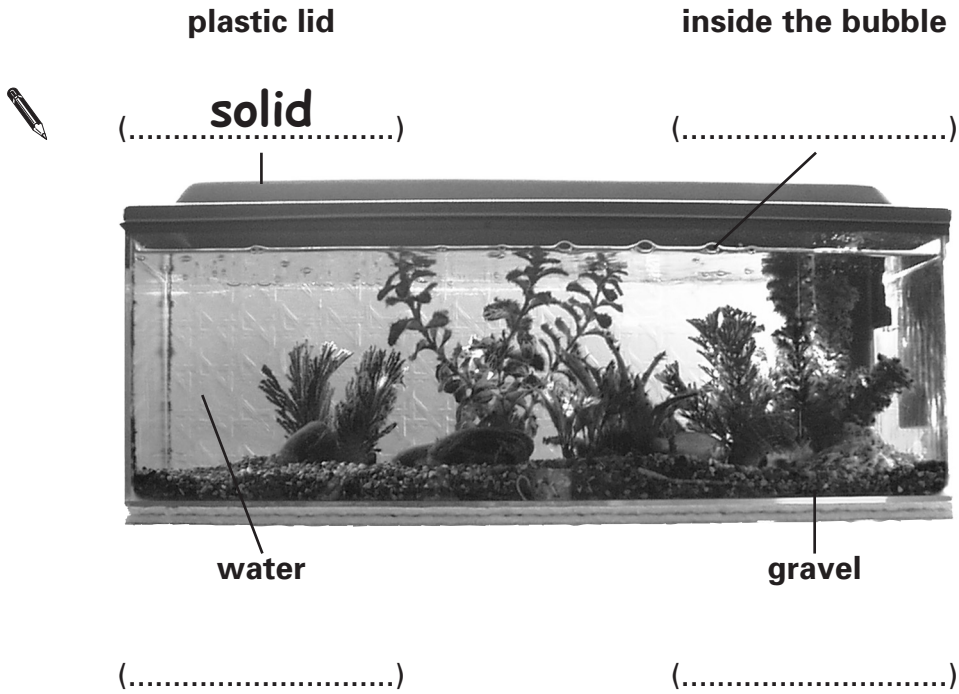 plastic lid inside the bubble
(.....solid.....) (.............................)
water gravel
(.............................) (.............................)